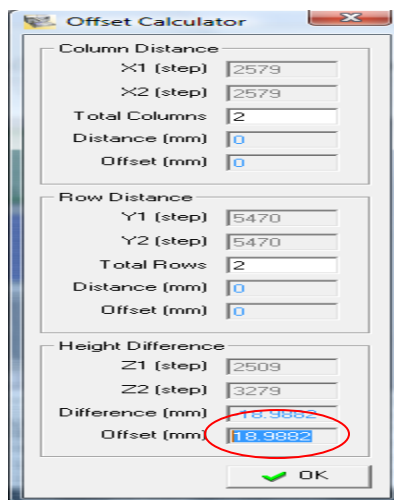 Offset Calculator
Column Distance
X1 (step) 2579
X2 (step) 2579
Total Columns 2
Distance (mm) 0
Offset (mm) 0
Row Distance
Y1 (step) 5470
Y2 (step) 5470
Total Rows 2
Distance (mm) 0
Offset (mm) 0
Height Difference
Z1 (step) 2509
Z2 (step) 3279
Difference (mm) -18.9882
Offset (mm) 18.9882
OK